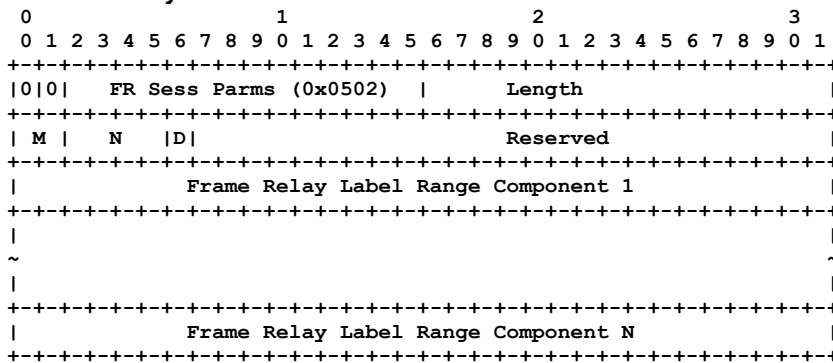 0                   1                   2                   3
0 1 2 3 4 5 6 7 8 9 0 1 2 3 4 5 6 7 8 9 0 1 2 3 4 5 6 7 8 9 0 1
+-+-+-+-+-+-+-+-+-+-+-+-+-+-+-+-+-+-+-+-+-+-+-+-+-+-+-+-+-+-+-+-+
|0|0|   FR Sess Parms (0x0502)  |      Length                   |
+-+-+-+-+-+-+-+-+-+-+-+-+-+-+-+-+-+-+-+-+-+-+-+-+-+-+-+-+-+-+-+-+
| M |   N   |D|                        Reserved                 |
+-+-+-+-+-+-+-+-+-+-+-+-+-+-+-+-+-+-+-+-+-+-+-+-+-+-+-+-+-+-+-+-+
|             Frame Relay Label Range Component 1               |
+-+-+-+-+-+-+-+-+-+-+-+-+-+-+-+-+-+-+-+-+-+-+-+-+-+-+-+-+-+-+-+-+
|                                                               |
~                                                               ~
|                                                               |
+-+-+-+-+-+-+-+-+-+-+-+-+-+-+-+-+-+-+-+-+-+-+-+-+-+-+-+-+-+-+-+-+
|             Frame Relay Label Range Component N               |
+-+-+-+-+-+-+-+-+-+-+-+-+-+-+-+-+-+-+-+-+-+-+-+-+-+-+-+-+-+-+-+-+